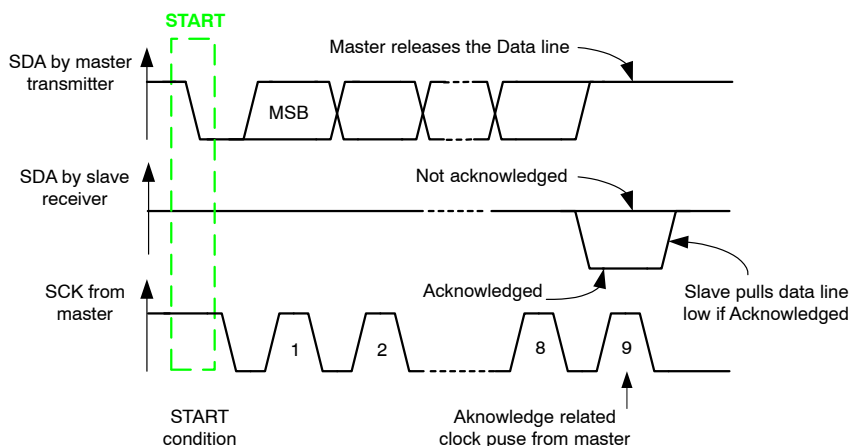 START
SDA by master
transmitter
Master releases the Data line
MSB
SDA by slave
receiver
Not acknowledged
Acknowledged
Slave pulls data line
low if Acknowledged
SCK from
master
1
2
8
9
START
condition
Aknowledge related
clock puse from master